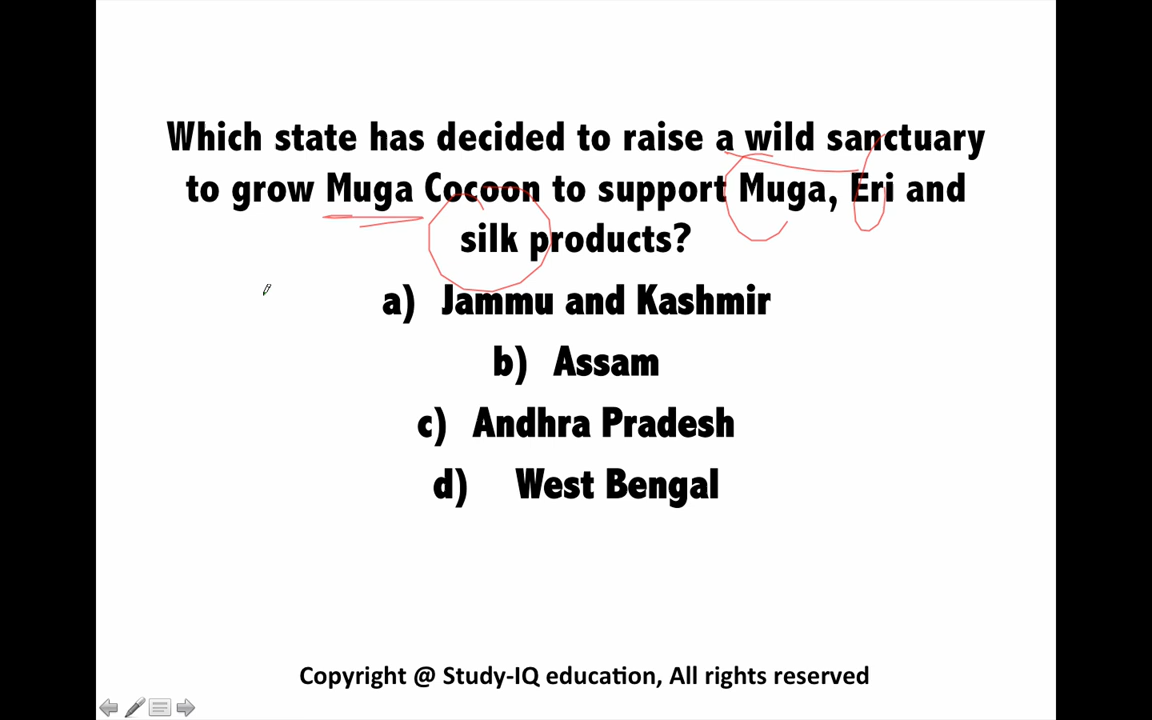 Which state has decided to raise a wild sanctuary
to grow Muga Cocoon to support Muga, Eri and
silk products?
a) Jammu and Kashmir
b) Assam
c) Andhra Pradesh
d) West Bengal
Copyright @ Study-IQ education, All rights reserved